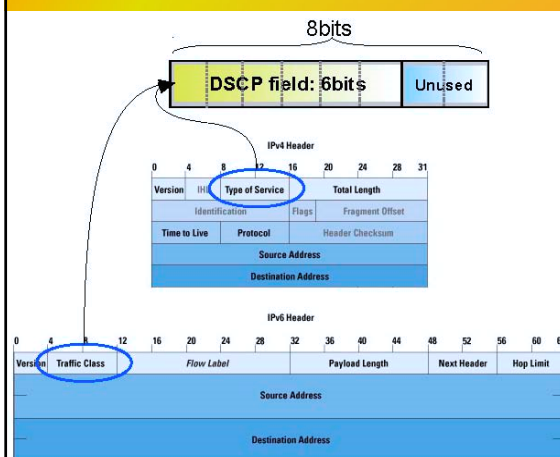 8bits
DSCP field: 6bits Unused
IPv4 Header
0 4 8 12 16 20 24 28 31
Version IHL Type of Service Total Length
Identification Flags Fragment Offset
Time to Live Protocol Header Checksum
Source Address
Destination Address
IPv6 Header
0 4 8 12 16 20 24 28 32 36 40 44 48 52 56 60
Version Traffic Class Flow Label Payload Length Next Header Hop Limit
Source Address
Destination Address